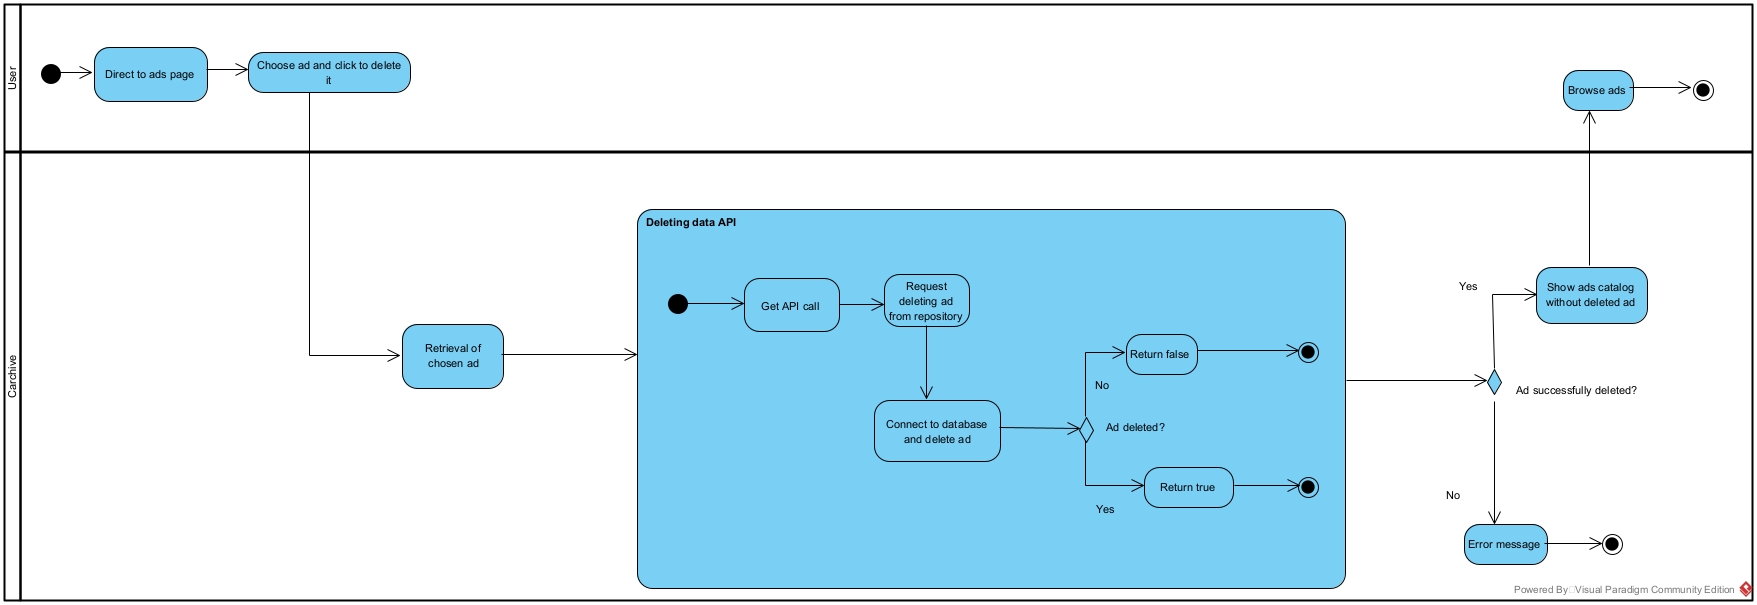 User
Direct to ads page
Choose ad and click to delete
it
Browse ads
Carchive
Retrieval of
chosen ad
Deleting data API
Get API call
Request
deleting ad
from repository
Connect to database
and delete ad
Ad deleted?
No
Return false
Yes
Return true
Ad successfully deleted?
Yes
Show ads catalog
without deleted ad
No
Error message
Powered By Visual Paradigm Community Edition